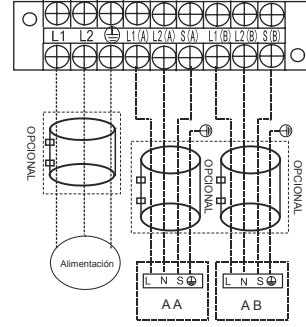 L1 L2 L1(A) L2(A) S(A) L1(B) L2(B) S(B)
OPCIONAL
OPCIONAL
OPCIONAL
Alimentación
L N S
L N S
A A
A B